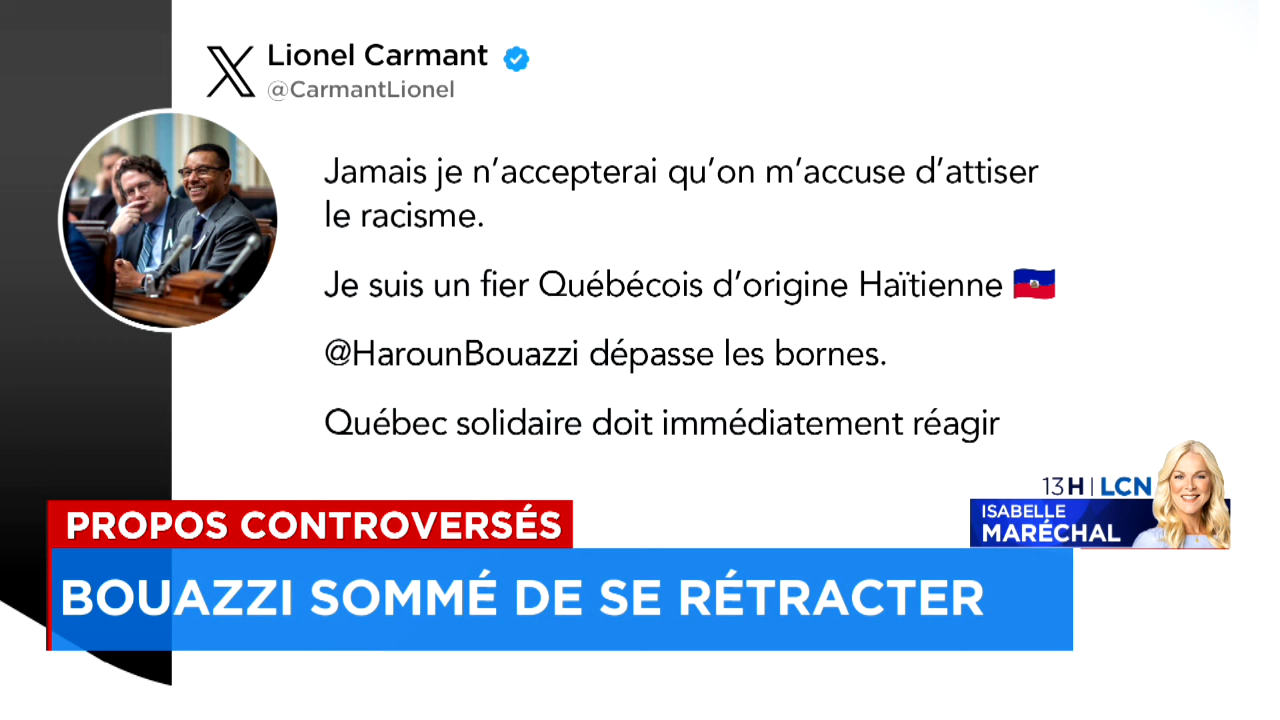 Lionel Carmant
@CarmantLionel
Jamais je n’accepterai qu’on m’accuse d’attiser
le racisme.
Je suis un fier Québécois d’origine Haïtienne 🇭🇹
@HarounBouazzi dépasse les bornes.
Québec solidaire doit immédiatement réagir
13H | LCN
ISABELLE
MARÉCHAL
PROPOS CONTROVERSÉS
BOUAZZI SOMMÉ DE SE RÉTRACTER